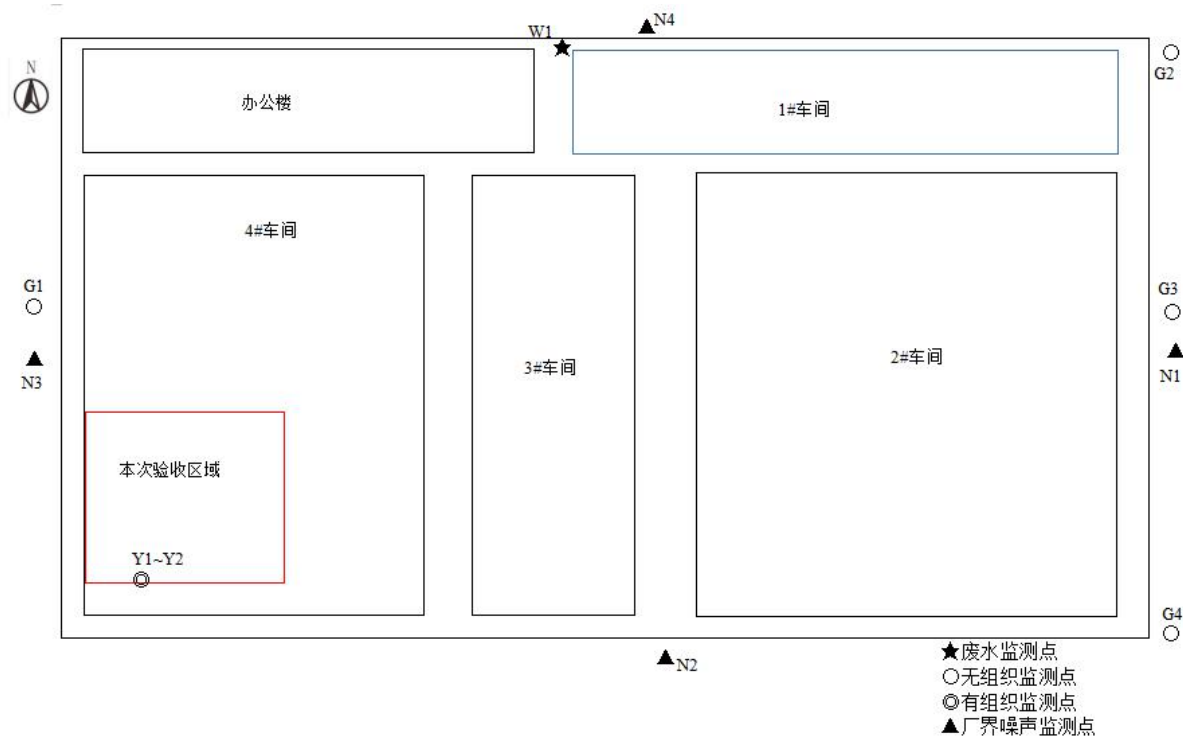 N4
W1
G2
N
办公楼
1#车间
4#车间
G1
G3
3#车间
2#车间
N3
N1
本次验收区域
Y1~Y2
G4
N2
★废水监测点
○无组织监测点
◎有组织监测点
▲厂界噪声监测点